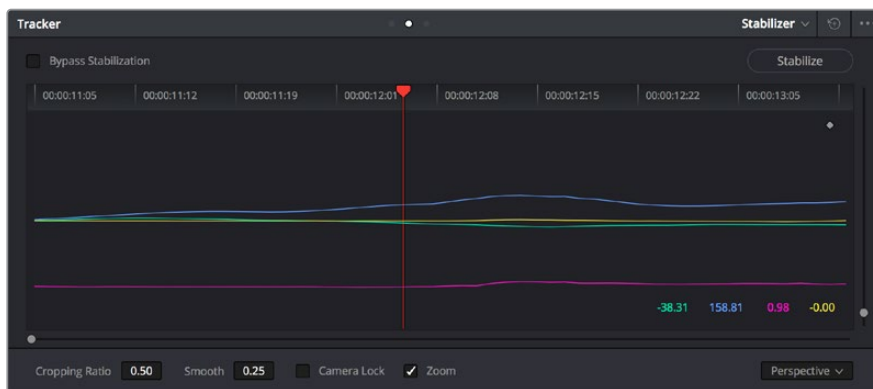 Tracker Stabilizer
Bypass Stabilization Stabilize
00:00:11:05 00:00:11:12 00:00:11:19 00:00:12:01 00:00:12:08 00:00:12:15 00:00:12:22 00:00:13:05
-38.31 158.81 0.98 -0.00
Cropping Ratio 0.50 Smooth 0.25 Camera Lock Zoom Perspective